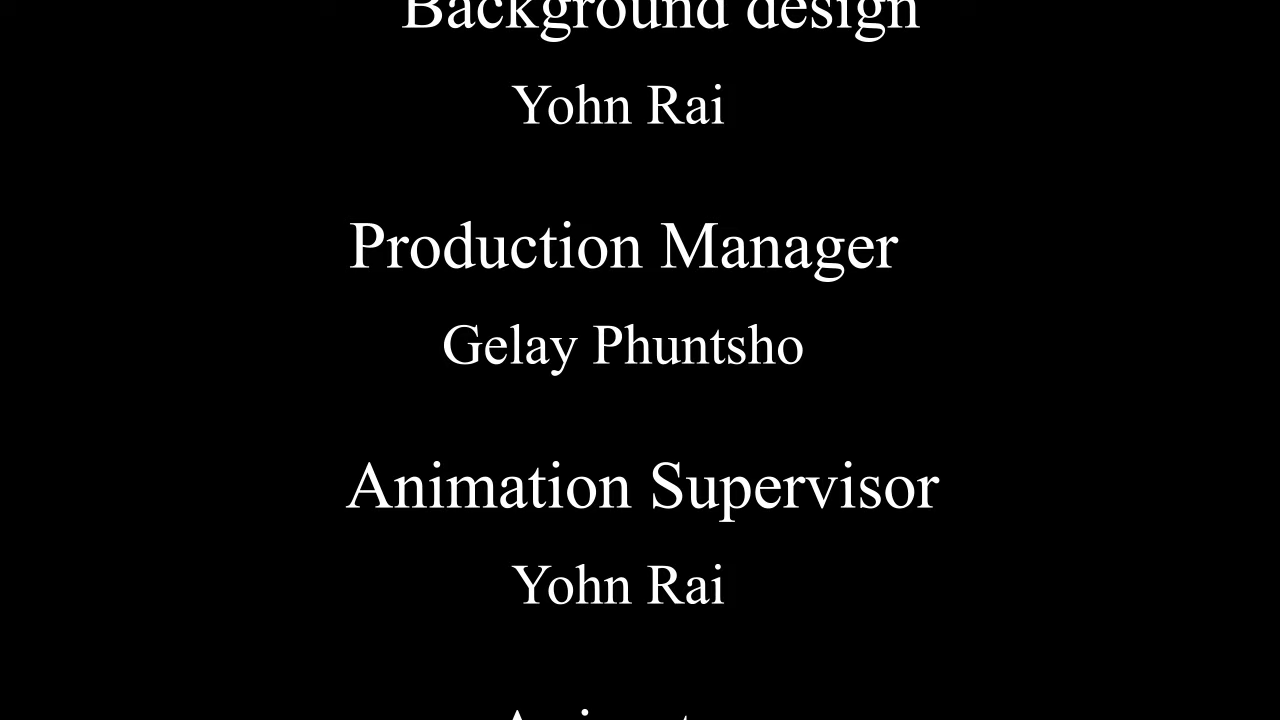 Background design
Yohn Rai
Production Manager
Gelay Phuntsho
Animation Supervisor
Yohn Rai